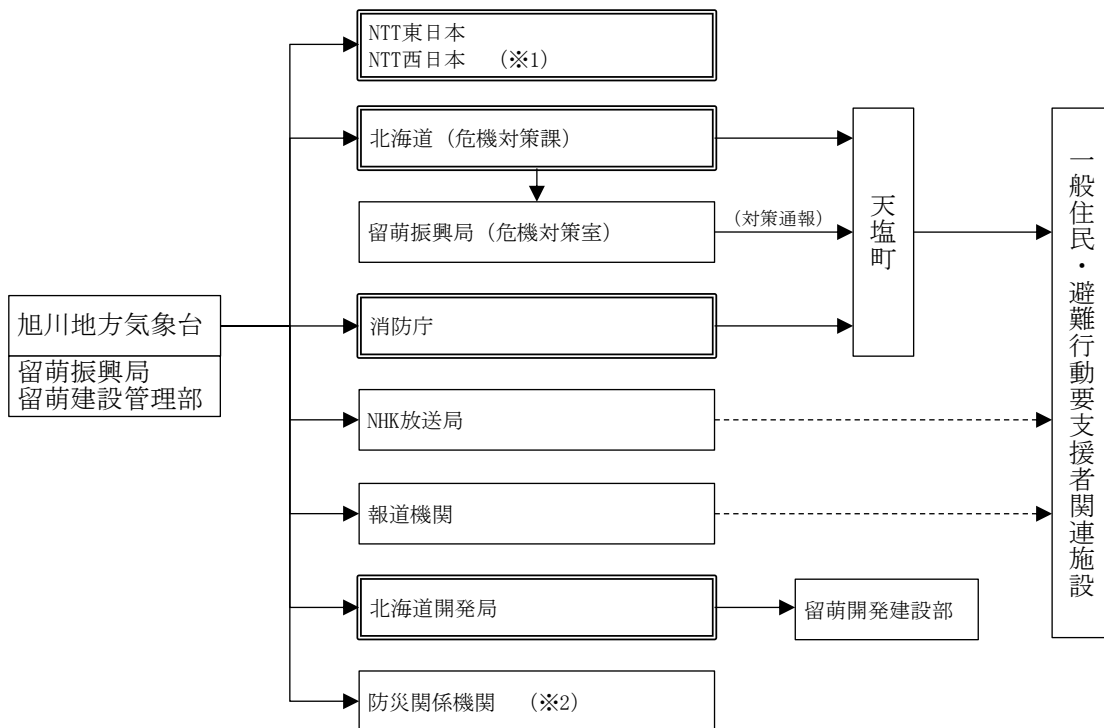 NTT東日本
NTT西日本 (※1)
北海道 (危機対策課)
留萌振興局 (危機対策室)
(対策通報)
天塩町
一般住民・避難行動要支援者関連施設
旭川地方気象台
留萌振興局
留萌建設管理部
消防庁
NHK放送局
報道機関
北海道開発局
留萌開発建設部
防災関係機関 (※2)